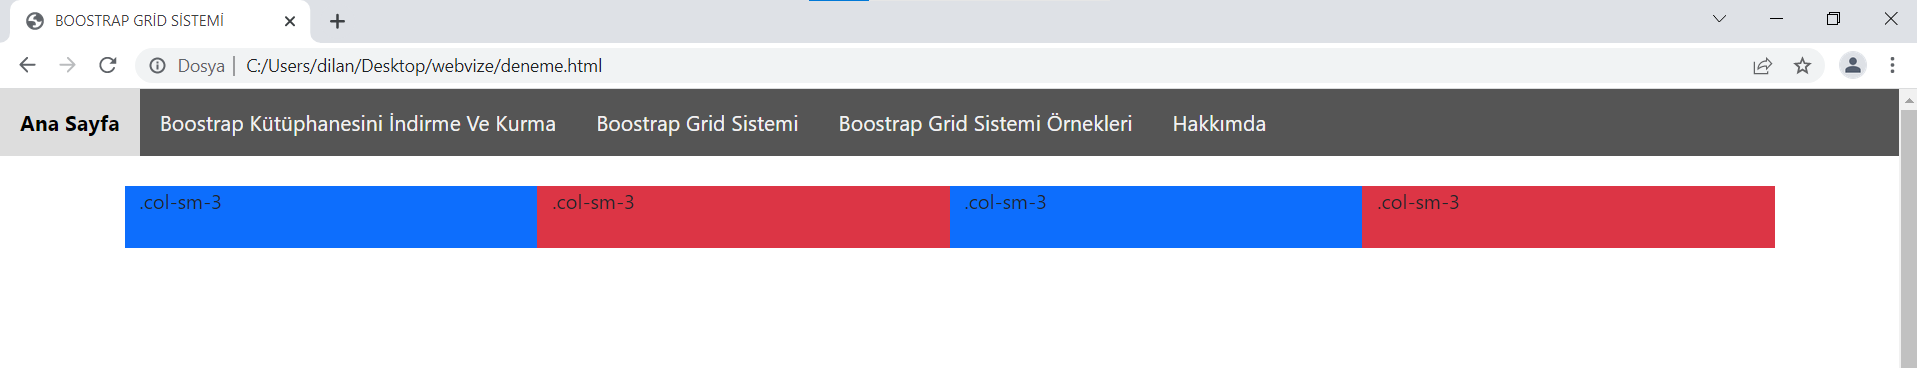 BOOSTRAP GRİD SİSTEMİ
Dosya | C:/Users/dilan/Desktop/webvize/deneme.html
Ana Sayfa Boostrap Kütüphanesini İndirme Ve Kurma Boostrap Grid Sistemi Boostrap Grid Sistemi Örnekleri Hakkımda
.col-sm-3 .col-sm-3 .col-sm-3 .col-sm-3